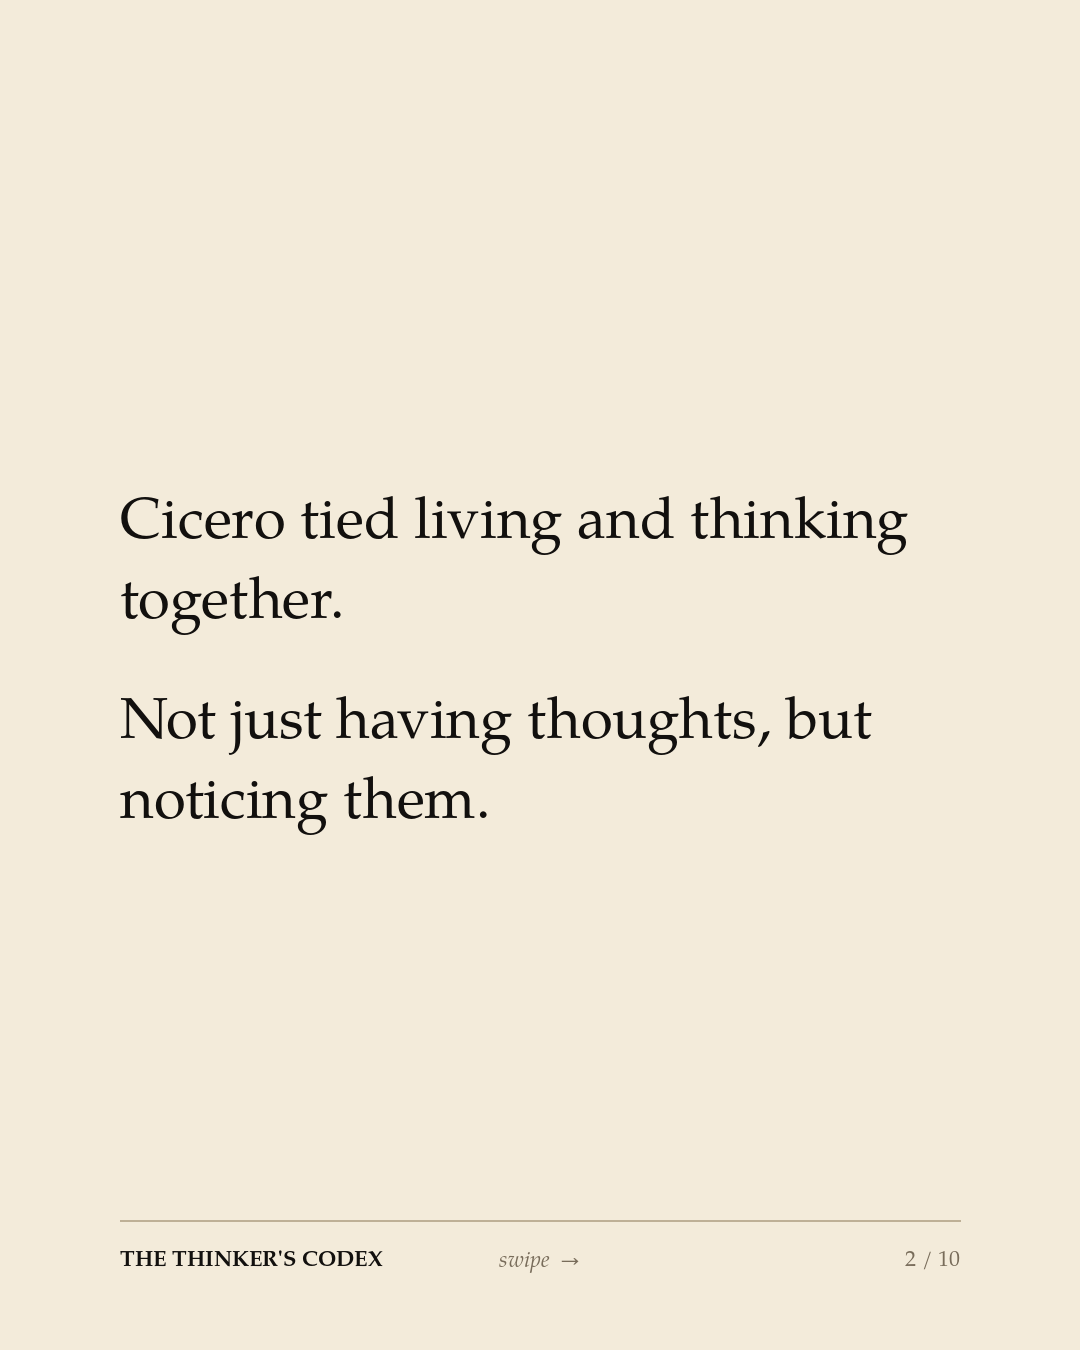 Cicero tied living and thinking
together.
Not just having thoughts, but
noticing them.
THE THINKER'S CODEX swipe → 2 / 10